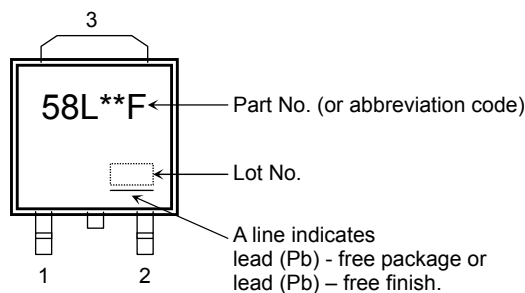 3
58L**F
Part No. (or abbreviation code)
Lot No.
A line indicates
lead (Pb) - free package or
lead (Pb) – free finish.
1 2